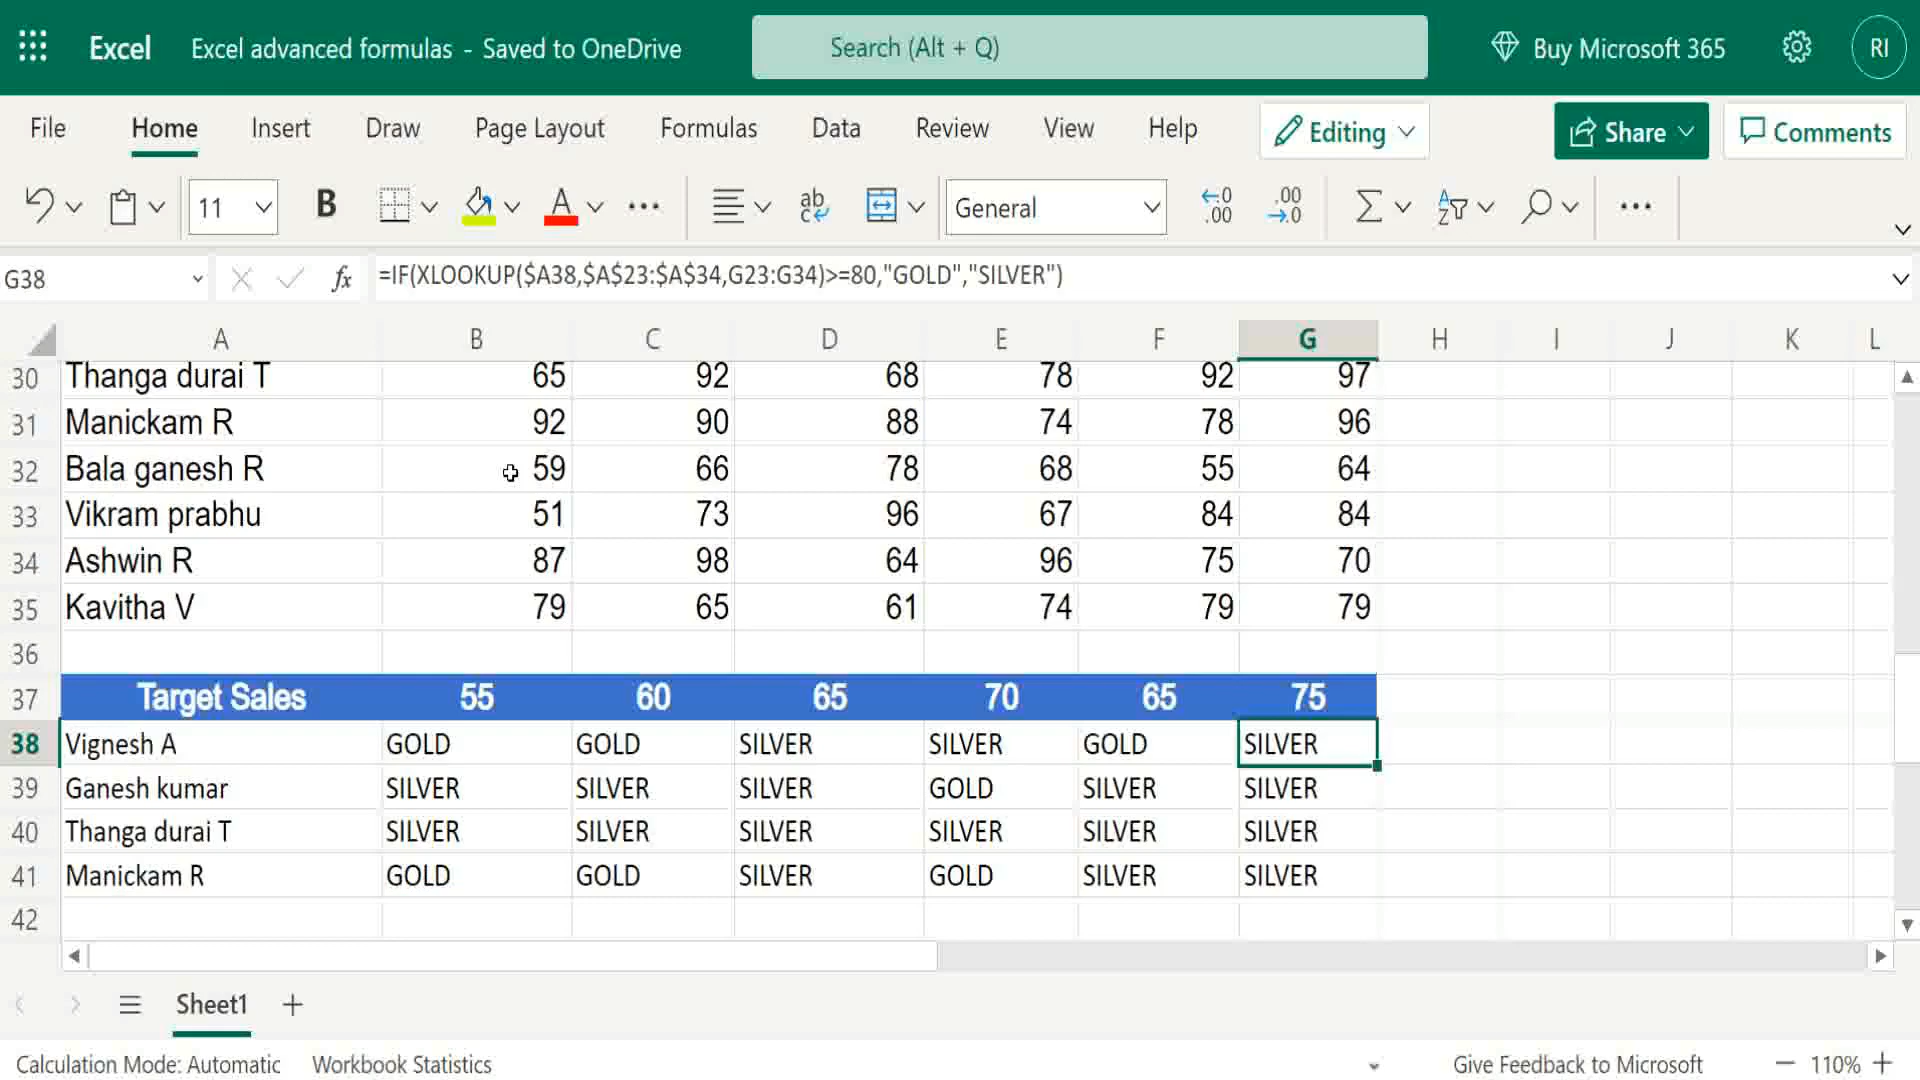 Excel Excel advanced formulas - Saved to OneDrive Search (Alt + Q) Buy Microsoft 365 RI
File Home Insert Draw Page Layout Formulas Data Review View Help Editing Share Comments
11 B A ab c General .00 .00
G38 fx =IF(XLOOKUP($A38,$A$23:$A$34,G23:G34)>=80,"GOLD","SILVER")
A B C D E F G H I J K L
30 Thanga durai T 65 92 68 78 92 97
31 Manickam R 92 90 88 74 78 96
32 Bala ganesh R 59 66 78 68 55 64
33 Vikram prabhu 51 73 96 67 84 84
34 Ashwin R 87 98 64 96 75 70
35 Kavitha V 79 65 61 74 79 79
36
37 Target Sales 55 60 65 70 65 75
38 Vignesh A GOLD GOLD SILVER SILVER GOLD SILVER
39 Ganesh kumar SILVER SILVER SILVER GOLD SILVER SILVER
40 Thanga durai T SILVER SILVER SILVER SILVER SILVER SILVER
41 Manickam R GOLD GOLD SILVER GOLD SILVER SILVER
42
Sheet1
Calculation Mode: Automatic Workbook Statistics Give Feedback to Microsoft 110%